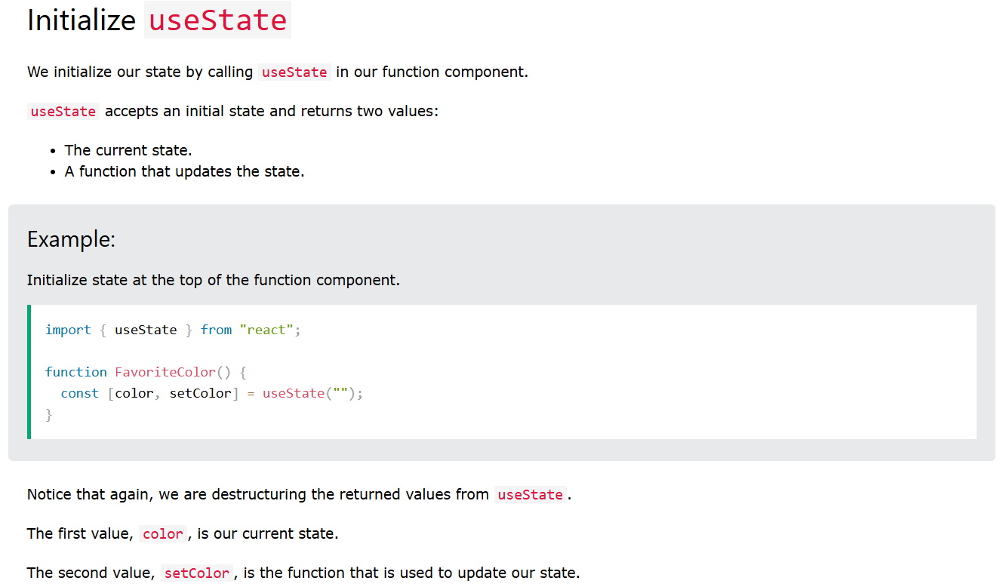 Initialize useState
We initialize our state by calling useState in our function component.
useState accepts an initial state and returns two values:
• The current state.
• A function that updates the state.
Example:
Initialize state at the top of the function component.
import { useState } from "react";
function FavoriteColor() {
  const [color, setColor] = useState("");
}
Notice that again, we are destructuring the returned values from useState.
The first value, color, is our current state.
The second value, setColor, is the function that is used to update our state.